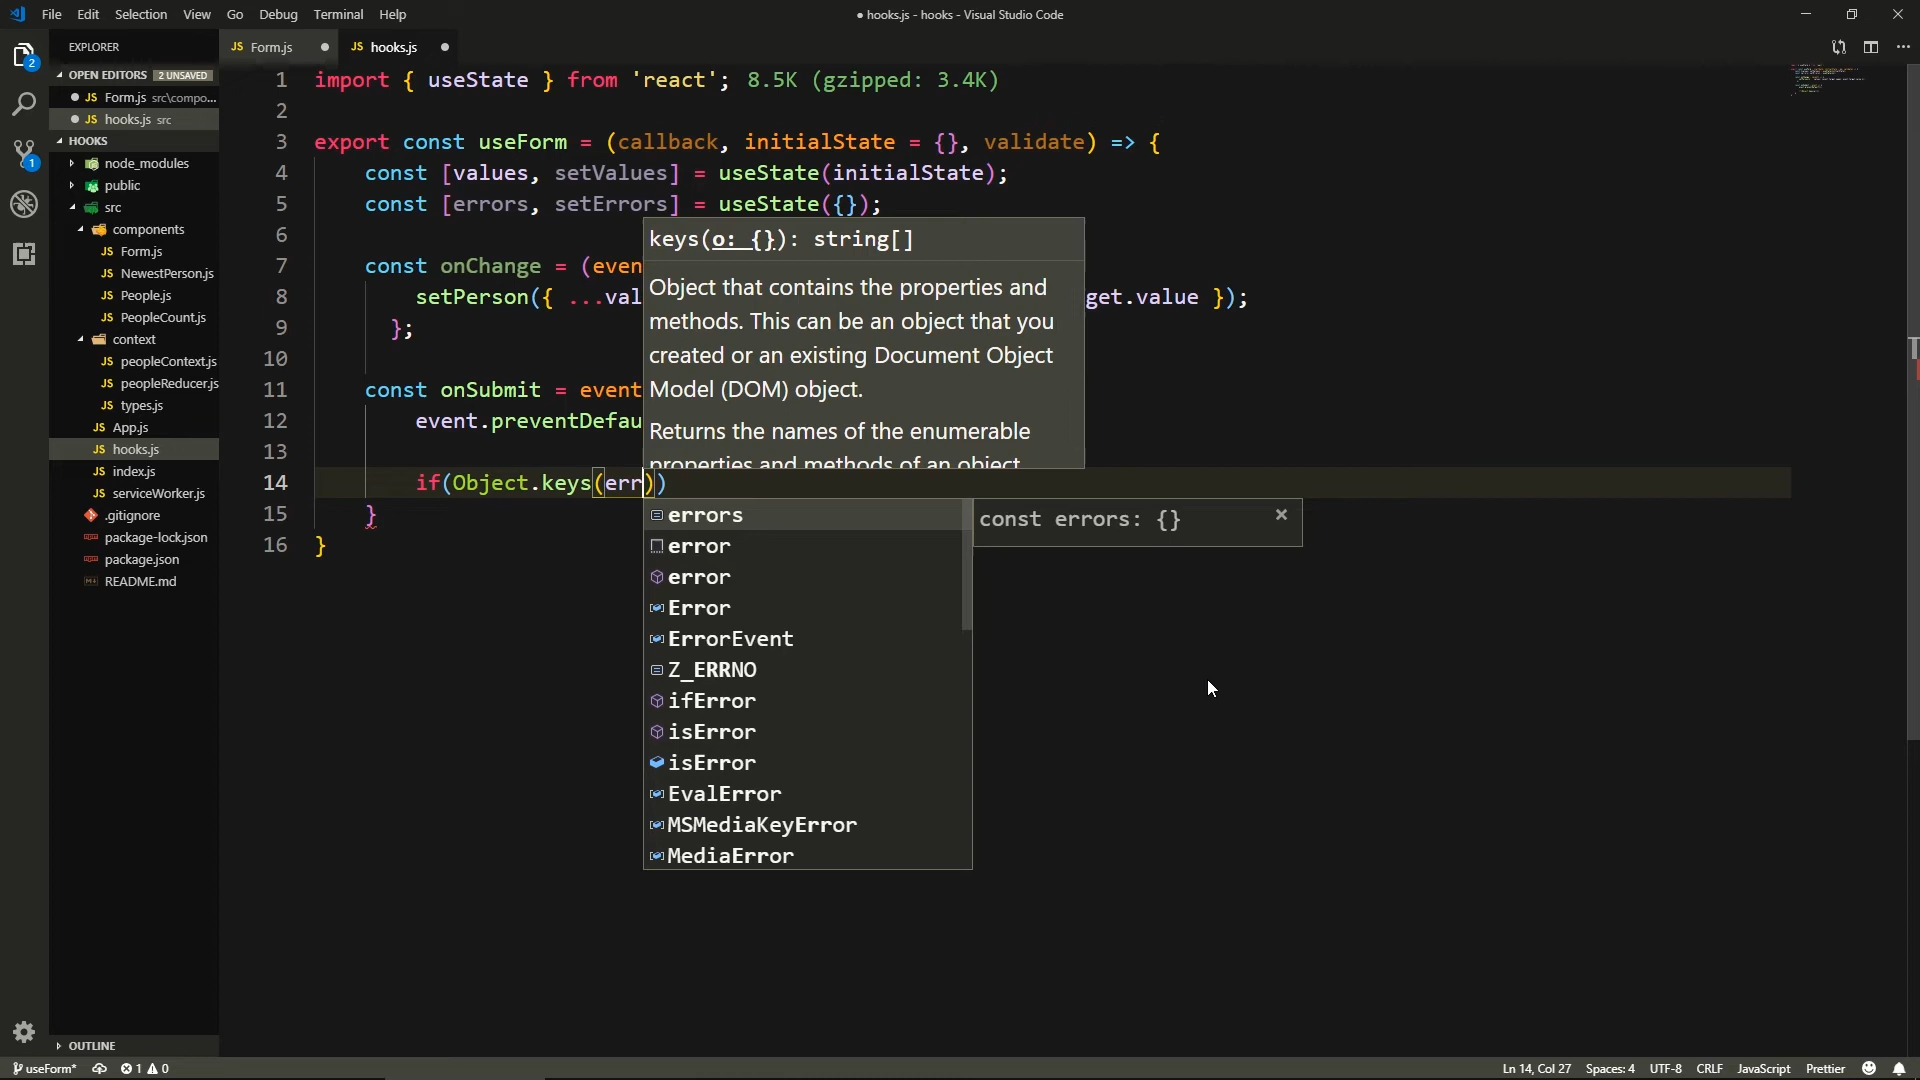 File Edit Selection View Go Debug Terminal Help
● hooks.js - hooks - Visual Studio Code
EXPLORER
OPEN EDITORS 2 UNSAVED
● JS Form.js src\compo...
● JS hooks.js src
HOOKS
node_modules
public
src
components
JS Form.js
JS NewestPerson.js
JS People.js
JS PeopleCount.js
context
JS peopleContext.js
JS peopleReducer.js
JS types.js
JS App.js
JS hooks.js
JS index.js
JS serviceWorker.js
.gitignore
package-lock.json
package.json
README.md
OUTLINE
2
1
JS Form.js ● JS hooks.js ●
1 import { useState } from 'react'; 8.5K (gzipped: 3.4K)
2
3 export const useForm = (callback, initialState = {}, validate) => {
4 const [values, setValues] = useState(initialState);
5 const [errors, setErrors] = useState({});
6
7 const onChange = (even
8 setPerson({ ...val get.value });
9 };
10
11 const onSubmit = event
12 event.preventDefau
13
14 if(Object.keys(err))
15 }
16 }
keys(o: {}): string[]
Object that contains the properties and
methods. This can be an object that you
created or an existing Document Object
Model (DOM) object.
Returns the names of the enumerable
properties and methods of an object
errors
error
error
Error
ErrorEvent
Z_ERRNO
ifError
isError
isError
EvalError
MSMediaKeyError
MediaError
const errors: {}
useForm* 1 0
Ln 14, Col 27 Spaces: 4 UTF-8 CRLF JavaScript Prettier